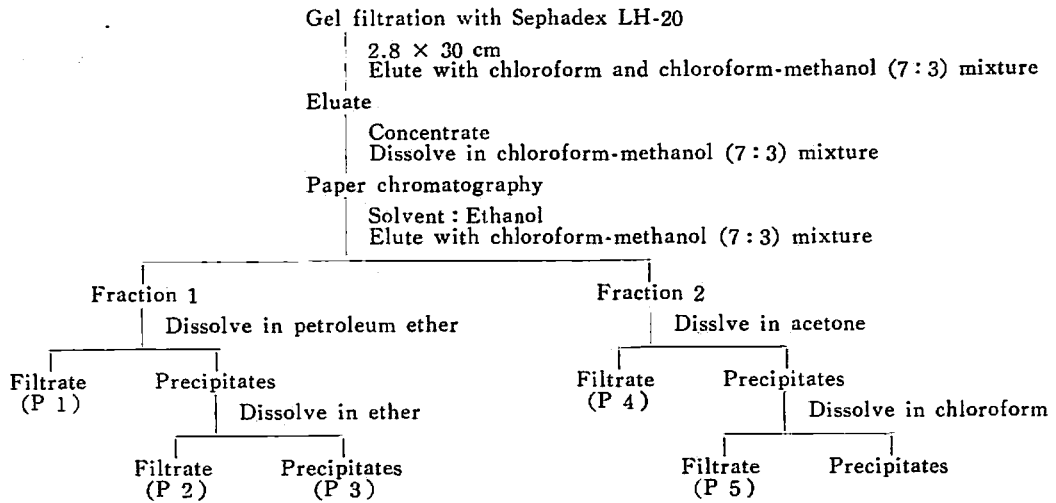 Gel filtration with Sephadex LH-20
2.8 × 30 cm
Elute with chloroform and chloroform-methanol (7 : 3) mixture
Eluate
Concentrate
Dissolve in chloroform-methanol (7 : 3) mixture
Paper chromatography
Solvent : Ethanol
Elute with chloroform-methanol (7 : 3) mixture
Fraction 1
Fraction 2
Dissolve in petroleum ether
Disslve in acetone
Filtrate
(P 1)
Precipitates
Filtrate
(P 4)
Precipitates
Dissolve in ether
Dissolve in chloroform
Filtrate
(P 2)
Precipitates
(P 3)
Filtrate
(P 5)
Precipitates